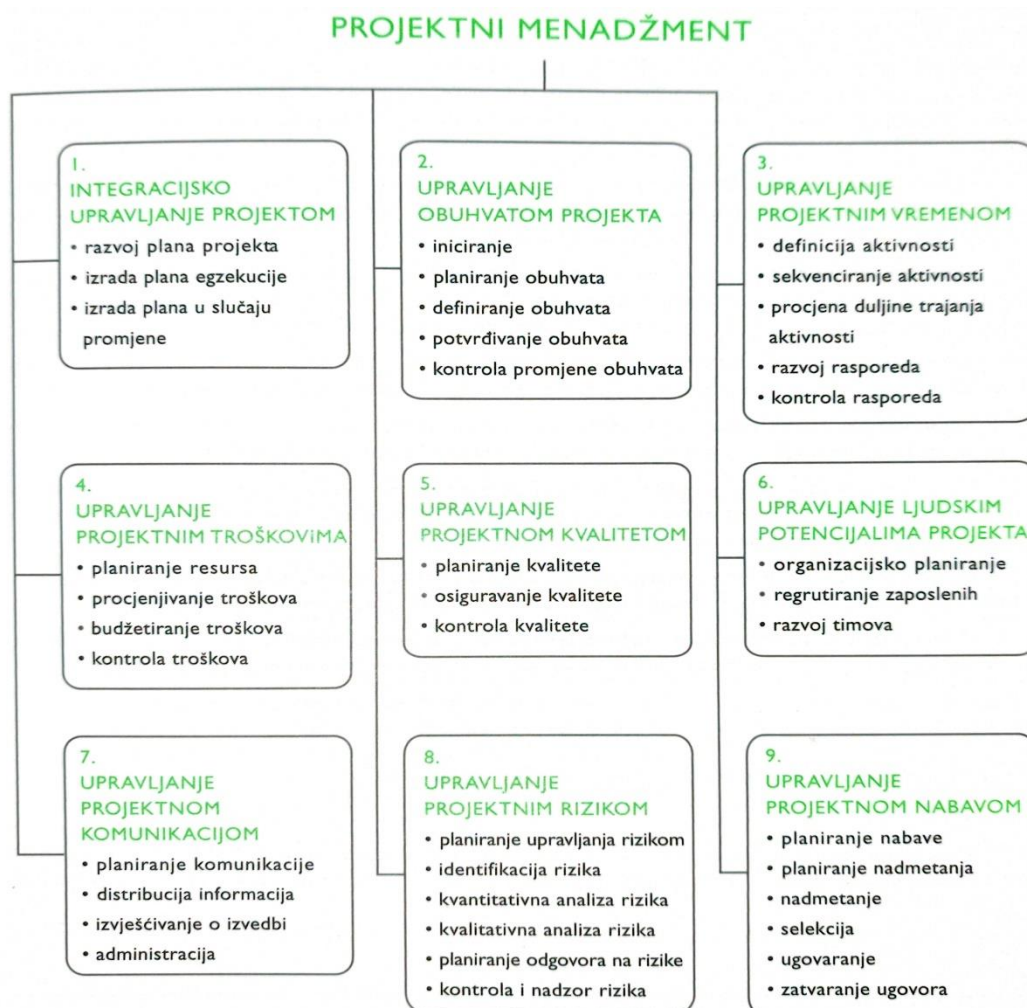 PROJEKTNI MENADŽMENT
1.
INTEGRACIJSKO
UPRAVLJANJE PROJEKTOM
• razvoj plana projekta
• izrada plana egzekucije
• izrada plana u slučaju
promjene
2.
UPRAVLJANJE
OBUHVATOM PROJEKTA
• iniciranje
• planiranje obuhvata
• definiranje obuhvata
• potvrđivanje obuhvata
• kontrola promjene obuhvata
3.
UPRAVLJANJE
PROJEKTNIM VREMENOM
• definicija aktivnosti
• sekvenciranje aktivnosti
• procjena duljine trajanja
aktivnosti
• razvoj rasporeda
• kontrola rasporeda
4.
UPRAVLJANJE
PROJEKTNIM TROŠKOViMA
• planiranje resursa
• procjenjivanje troškova
• budžetiranje troškova
• kontrola troškova
5.
UPRAVLJANJE
PROJEKTNOM KVALITETOM
• planiranje kvalitete
• osiguravanje kvalitete
• kontrola kvalitete
6.
UPRAVLJANJE LJUDSKIM
POTENCIJALIMA PROJEKTA
• organizacijsko planiranje
• regrutiranje zaposlenih
• razvoj timova
7.
UPRAVLJANJE
PROJEKTNOM
KOMUNIKACIJOM
• planiranje komunikacije
• distribucija informacija
• izvješćivanje o izvedbi
• administracija
8.
UPRAVLJANJE
PROJEKTNIM RIZIKOM
• planiranje upravljanja rizikom
• identifikacija rizika
• kvantitativna analiza rizika
• kvalitativna analiza rizika
• planiranje odgovora na rizike
• kontrola i nadzor rizika
9.
UPRAVLJANJE
PROJEKTNOM NABAVOM
• planiranje nabave
• planiranje nadmetanja
• nadmetanje
• selekcija
• ugovaranje
• zatvaranje ugovora